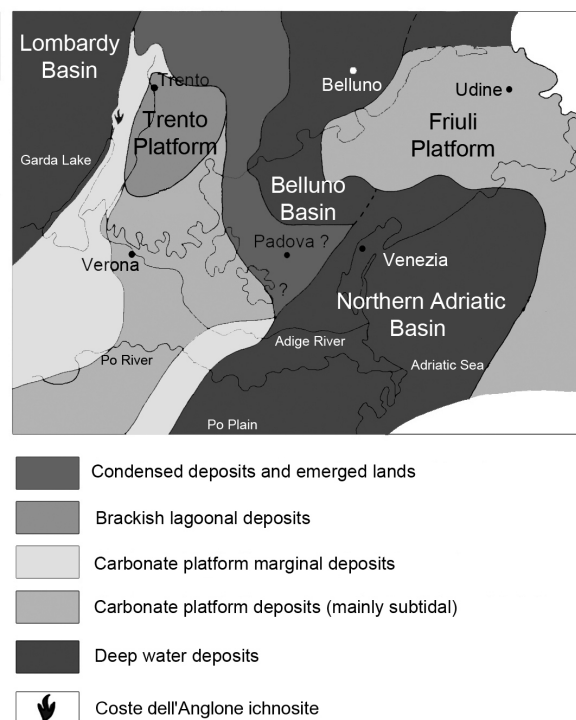 Lombardy
Basin
Trento
Belluno
Udine
Trento
Platform
Friuli
Platform
Garda Lake
Belluno
Basin
Padova ?
Verona
Venezia
?
Northern Adriatic
Basin
Adige River
Po River
Adriatic Sea
Po Plain
Condensed deposits and emerged lands
Brackish lagoonal deposits
Carbonate platform marginal deposits
Carbonate platform deposits (mainly subtidal)
Deep water deposits
Coste dell'Anglone ichnosite